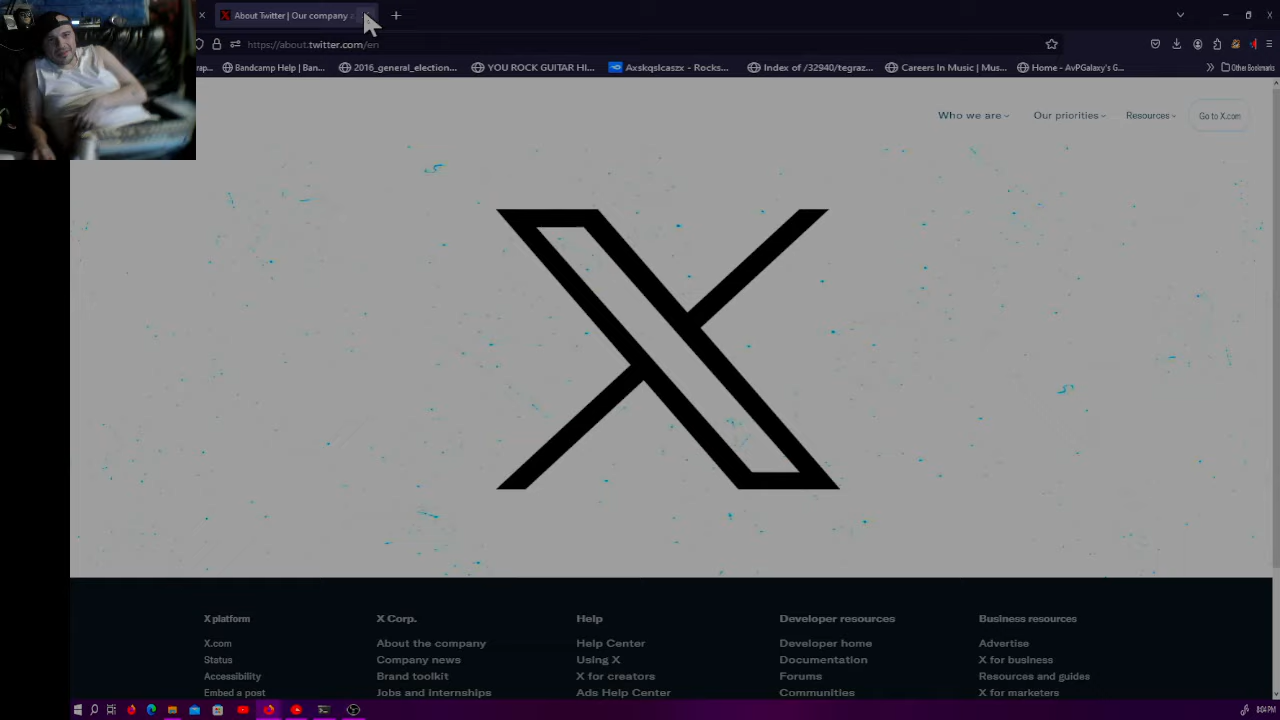 About Twitter | Our company a
https://about.twitter.com/en
rap...
Bandcamp Help | Ban...
2016_general_election...
YOU ROCK GUITAR HI...
Axskqslcaszx - Rocks...
Index of /32940/tegraz...
Careers In Music | Mus...
Home - AvPGalaxy's G...
Other Bookmarks
Who we are
Our priorities
Resources
Go to X.com
X platform
X Corp.
Help
Developer resources
Business resources
X.com
About the company
Help Center
Developer home
Advertise
Status
Company news
Using X
Documentation
X for business
Accessibility
Brand toolkit
X for creators
Forums
Resources and guides
Embed a post
Jobs and internships
Ads Help Center
Communities
X for marketers
8:04 PM